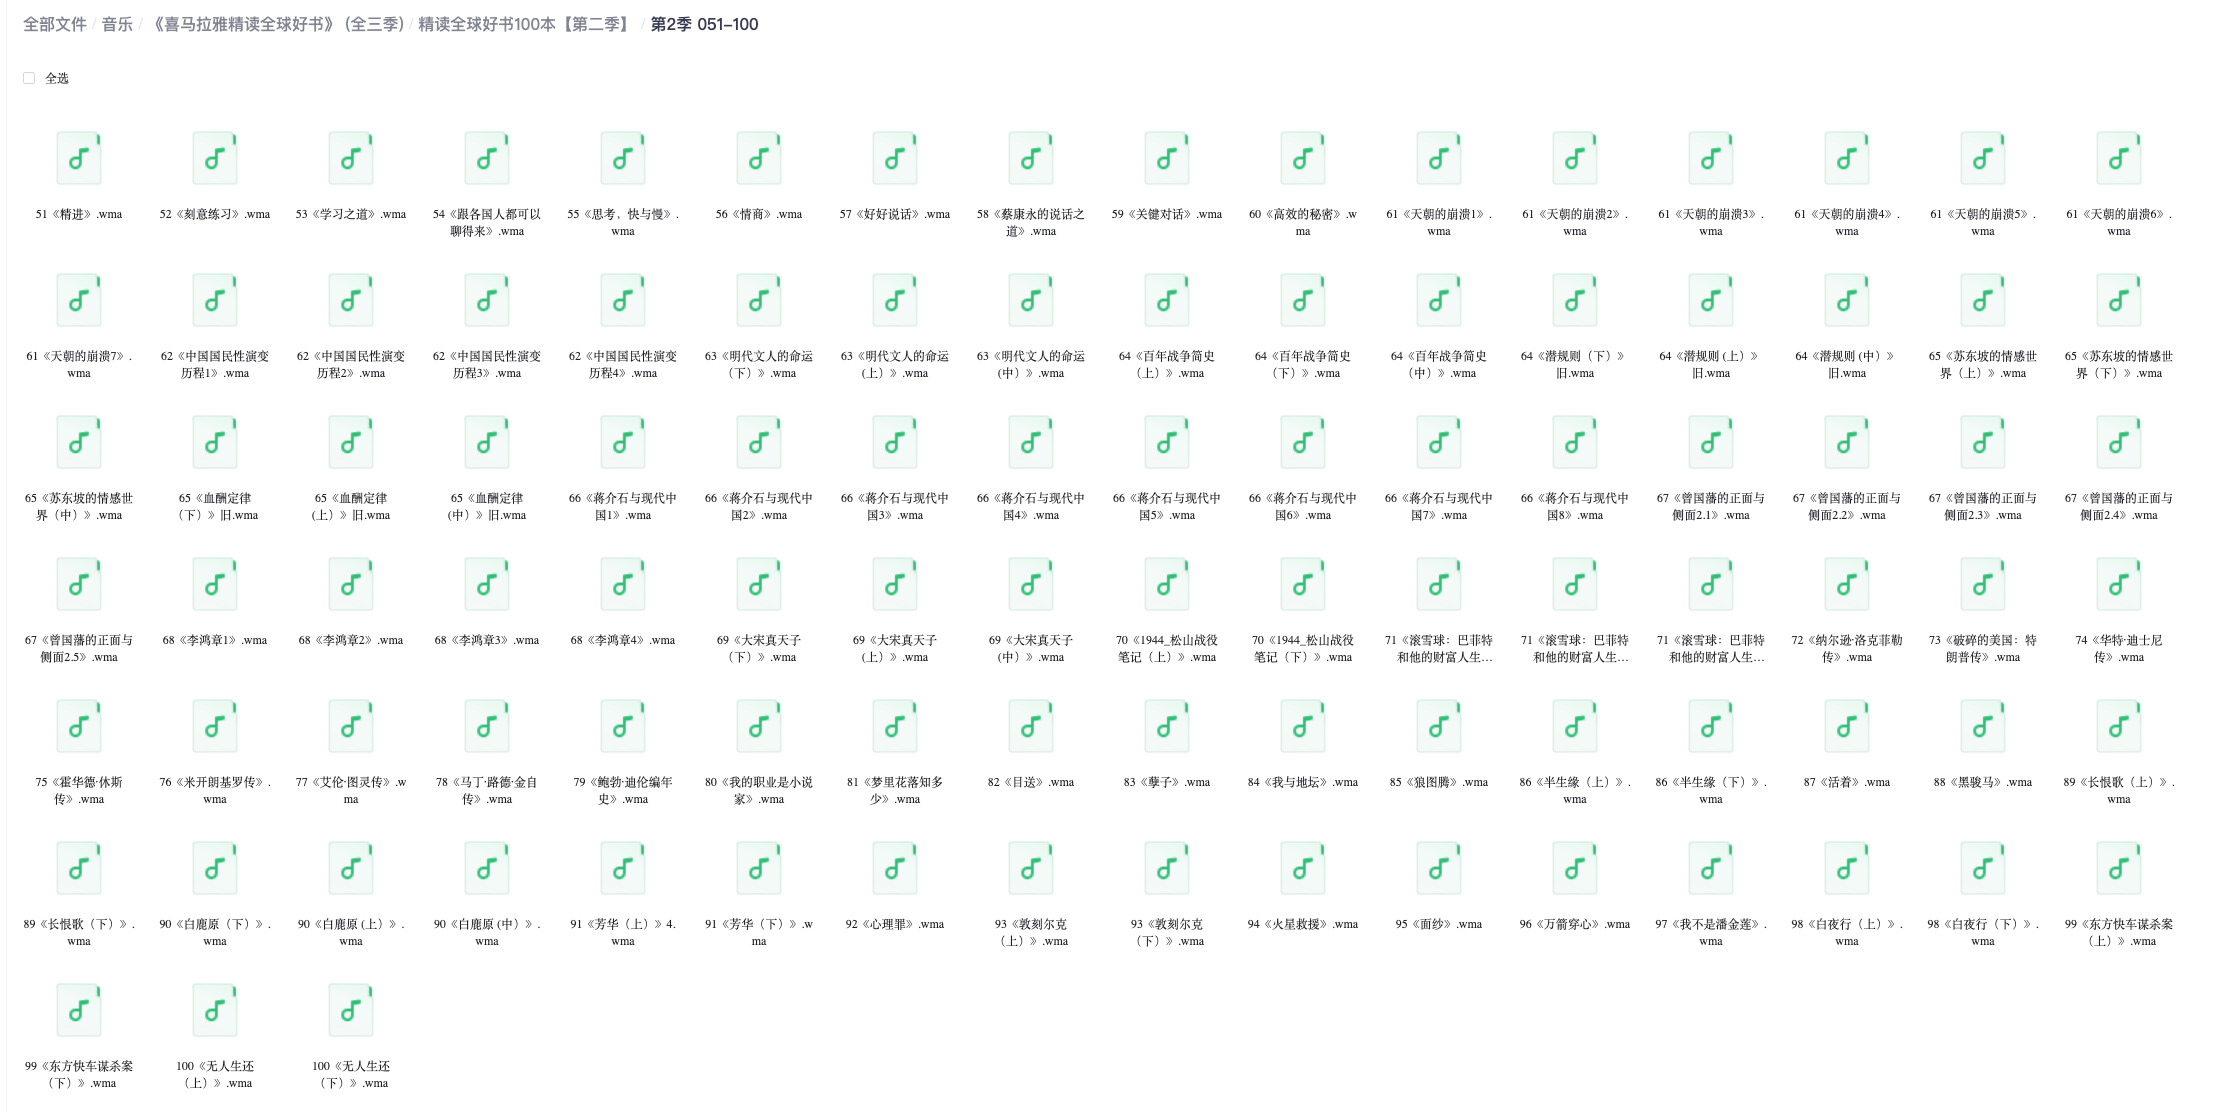 全部文件 / 音乐 / 《喜马拉雅精读全球好书》(全三季) / 精读全球好书100本【第二季】 / 第2季 051-100
全选
51《精进》.wma
52《刻意练习》.wma
53《学习之道》.wma
54《跟各国人都可以
聊得来》.wma
55《思考，快与慢》.
wma
56《情商》.wma
57《好好说话》.wma
58《蔡康永的说话之
道》.wma
59《关键对话》.wma
60《高效的秘密》.w
ma
61《天朝的崩溃1》.
wma
61《天朝的崩溃2》.
wma
61《天朝的崩溃3》.
wma
61《天朝的崩溃4》.
wma
61《天朝的崩溃5》.
wma
61《天朝的崩溃6》.
wma
61《天朝的崩溃7》.
wma
62《中国国民性演变
历程1》.wma
62《中国国民性演变
历程2》.wma
62《中国国民性演变
历程3》.wma
62《中国国民性演变
历程4》.wma
63《明代文人的命运
（下）》.wma
63《明代文人的命运
(上）》.wma
63《明代文人的命运
(中）》.wma
64《百年战争简史
（上）》.wma
64《百年战争简史
（下）》.wma
64《百年战争简史
（中）》.wma
64《潜规则（下）》
旧.wma
64《潜规则 (上）》
旧.wma
64《潜规则 (中）》
旧.wma
65《苏东坡的情感世
界（上）》.wma
65《苏东坡的情感世
界（下）》.wma
65《苏东坡的情感世
界（中）》.wma
65《血酬定律
（下）》旧.wma
65《血酬定律
(上）》旧.wma
65《血酬定律
(中）》旧.wma
66《蒋介石与现代中
国1》.wma
66《蒋介石与现代中
国2》.wma
66《蒋介石与现代中
国3》.wma
66《蒋介石与现代中
国4》.wma
66《蒋介石与现代中
国5》.wma
66《蒋介石与现代中
国6》.wma
66《蒋介石与现代中
国7》.wma
66《蒋介石与现代中
国8》.wma
67《曾国藩的正面与
侧面2.1》.wma
67《曾国藩的正面与
侧面2.2》.wma
67《曾国藩的正面与
侧面2.3》.wma
67《曾国藩的正面与
侧面2.4》.wma
67《曾国藩的正面与
侧面2.5》.wma
68《李鸿章1》.wma
68《李鸿章2》.wma
68《李鸿章3》.wma
68《李鸿章4》.wma
69《大宋真天子
（下）》.wma
69《大宋真天子
(上）》.wma
69《大宋真天子
(中）》.wma
70《1944_松山战役
笔记（上）》.wma
70《1944_松山战役
笔记（下）》.wma
71《滚雪球：巴菲特
和他的财富人生...
71《滚雪球：巴菲特
和他的财富人生...
71《滚雪球：巴菲特
和他的财富人生...
72《纳尔逊·洛克菲勒
传》.wma
73《破碎的美国：特
朗普传》.wma
74《华特·迪士尼
传》.wma
75《霍华德·休斯
传》.wma
76《米开朗基罗传》.
wma
77《艾伦·图灵传》.w
ma
78《马丁·路德·金自
传》.wma
79《鲍勃·迪伦编年
史》.wma
80《我的职业是小说
家》.wma
81《梦里花落知多
少》.wma
82《目送》.wma
83《孽子》.wma
84《我与地坛》.wma
85《狼图腾》.wma
86《半生缘（上）》.
wma
86《半生缘（下）》.
wma
87《活着》.wma
88《黑骏马》.wma
89《长恨歌（上）》.
wma
89《长恨歌（下）》.
wma
90《白鹿原（下）》.
wma
90《白鹿原 (上）》.
wma
90《白鹿原 (中）》.
wma
91《芳华（上）》4.
wma
91《芳华（下）》.w
ma
92《心理罪》.wma
93《敦刻尔克
（上）》.wma
93《敦刻尔克
（下）》.wma
94《火星救援》.wma
95《面纱》.wma
96《万箭穿心》.wma
97《我不是潘金莲》.
wma
98《白夜行（上）》.
wma
98《白夜行（下）》.
wma
99《东方快车谋杀案
（上）》.wma
99《东方快车谋杀案
（下）》.wma
100《无人生还
（上）》.wma
100《无人生还
（下）》.wma